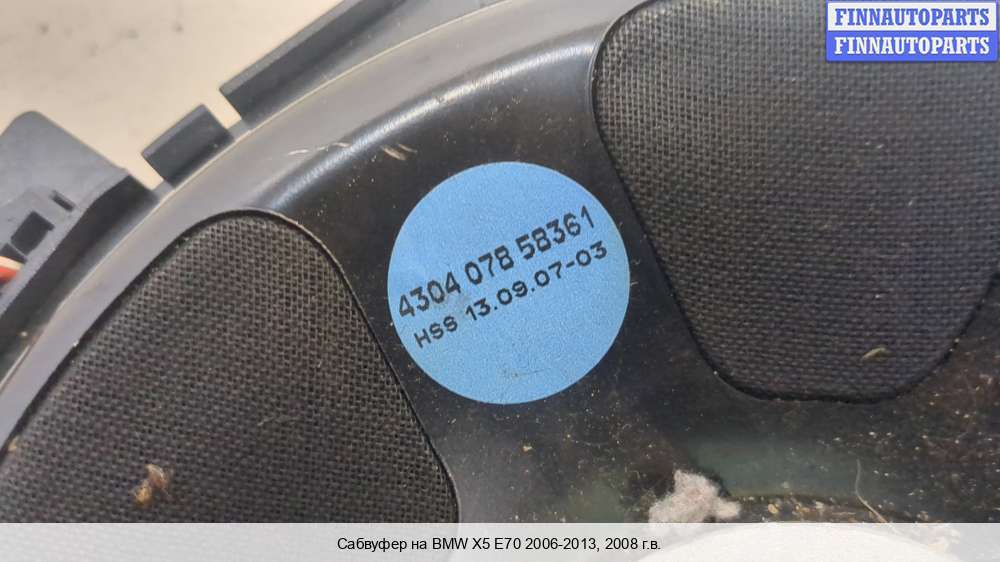 FINNAUTOPARTS
FINNAUTOPARTS
4304 078 58361
HSS 13.09.07-03
Сабвуфер на BMW X5 E70 2006-2013, 2008 г.в.